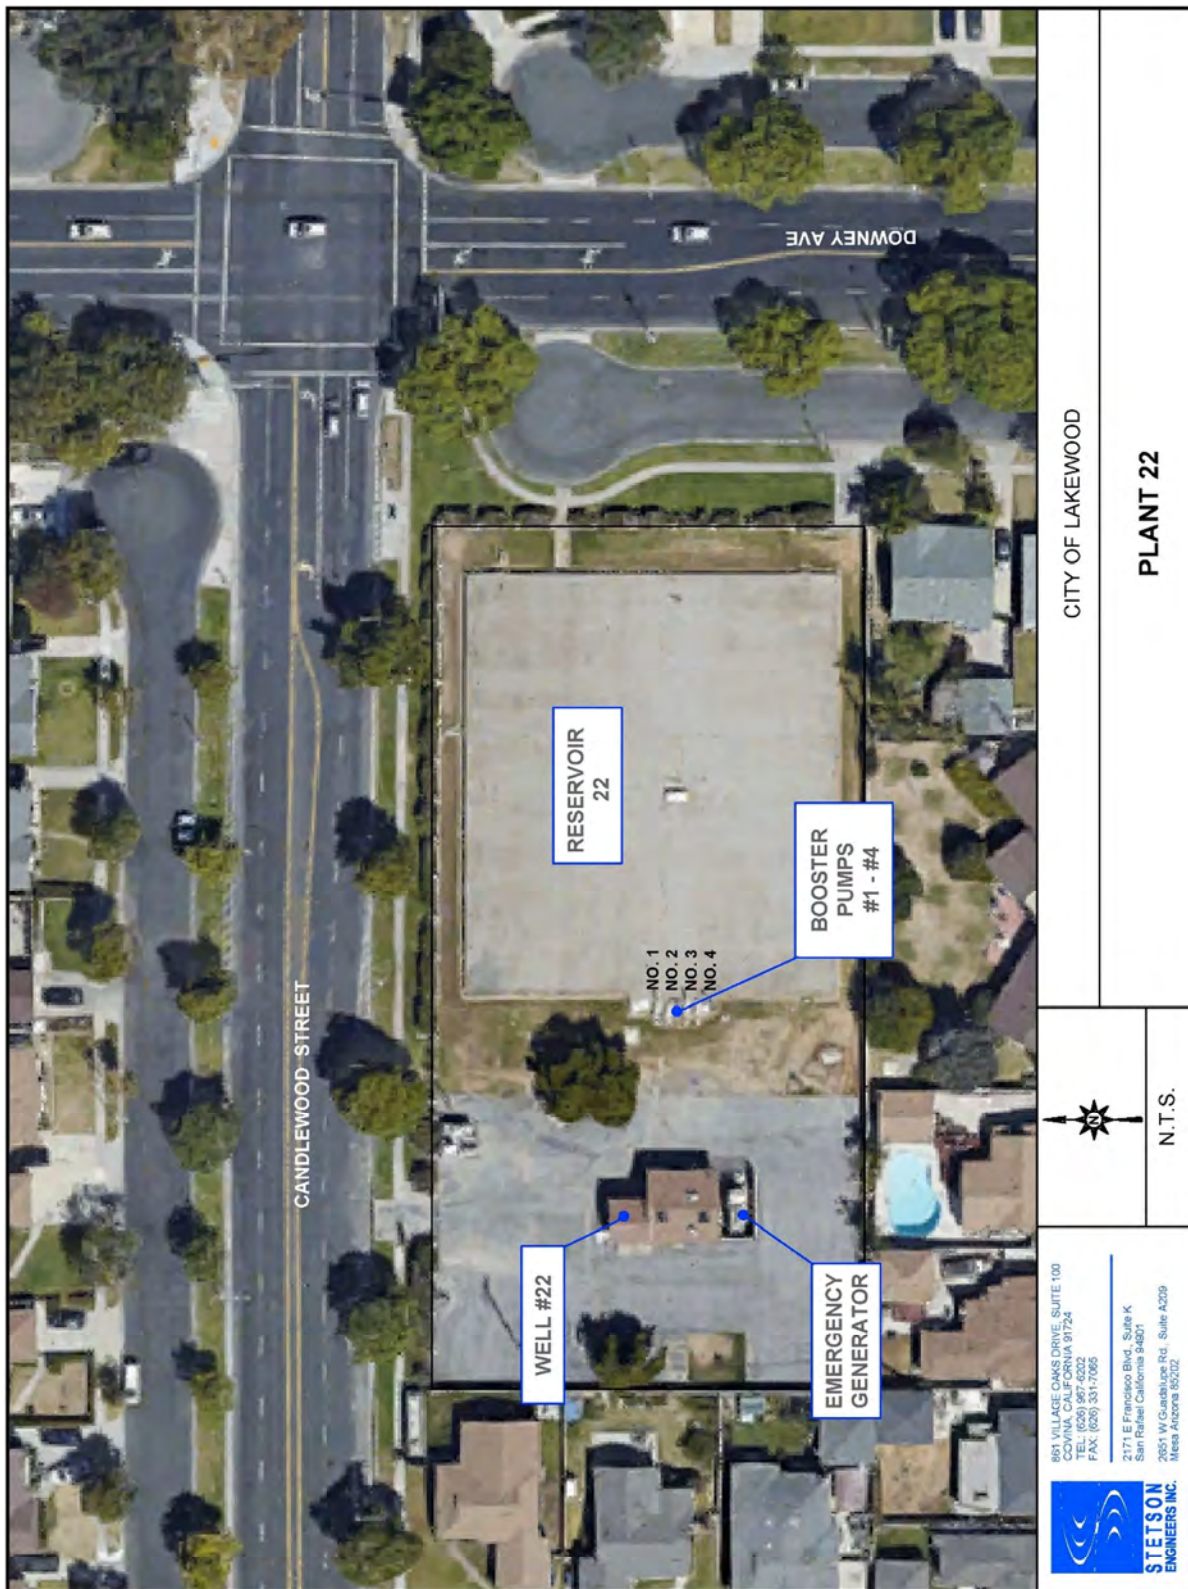 DOWNEY AVE
CANDLEWOOD STREET
RESERVOIR
22
BOOSTER
PUMPS
#1 - #4
NO. 1
NO. 2
NO. 3
NO. 4
WELL #22
EMERGENCY
GENERATOR
STETSON
ENGINEERS INC.
861 VILLAGE OAKS DRIVE, SUITE 100
COVINA, CALIFORNIA 91724
TEL: (626) 967-6202
FAX: (626) 331-7065
2171 E Francisco Blvd., Suite K
San Rafael California 94901
2651 W Guadalupe Rd., Suite A209
Mesa Arizona 85202
N
N.T.S.
CITY OF LAKEWOOD
PLANT 22